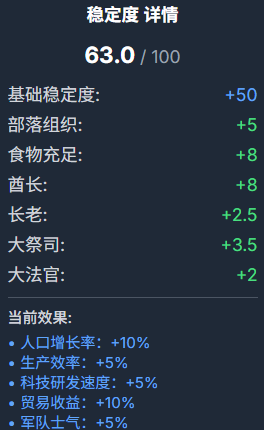 稳定度 详情
63.0 / 100
基础稳定度: +50
部落组织: +5
食物充足: +8
酋长: +8
长老: +2.5
大祭司: +3.5
大法官: +2
当前效果:
• 人口增长率：+10%
• 生产效率：+5%
• 科技研发速度：+5%
• 贸易收益：+10%
• 军队士气：+5%